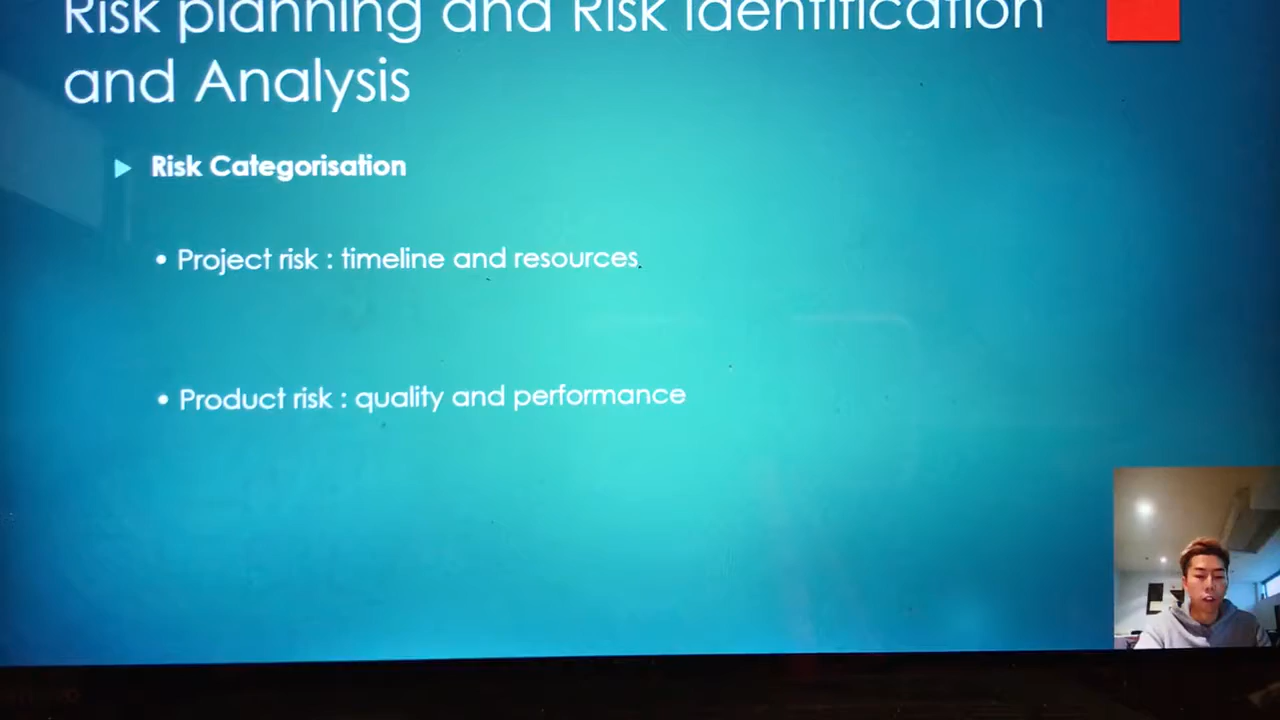 Risk planning and Risk Identification
and Analysis
Risk Categorisation
• Project risk : timeline and resources
• Product risk : quality and performance